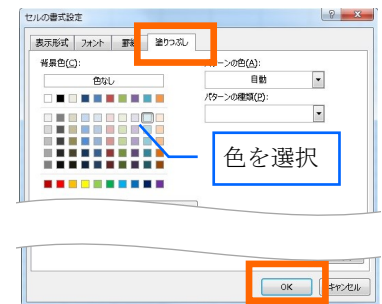 セルの書式設定
表示形式 フォント 罫線 塗りつぶし
背景色(C):
パターンの色(A):
色なし
自動
パターンの種類(P):
色を選択
OK
キャンセル